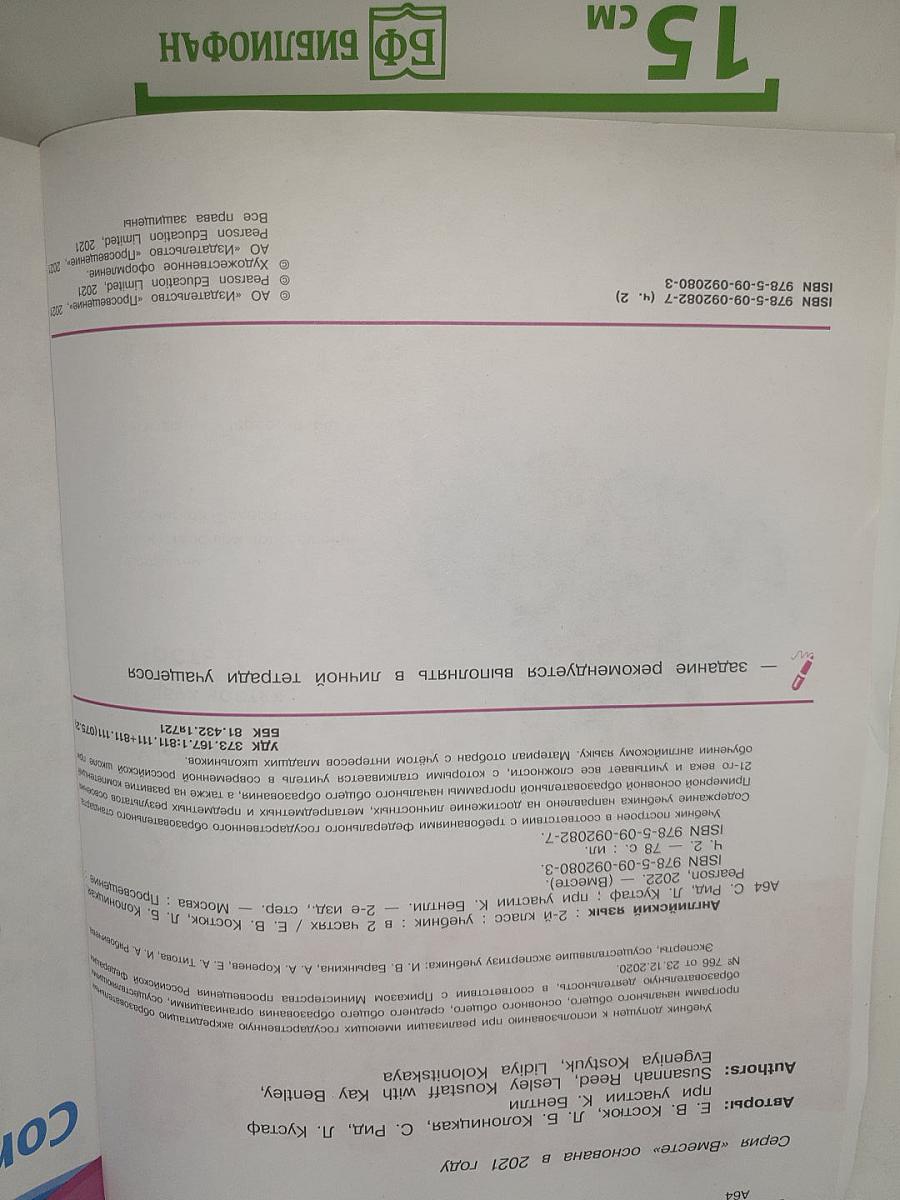 А64
Серия «Вместе» основана в 2021 году
Авторы: Е. В. Костюк, Л. Б. Колоницкая, С. Рид, Л. Кустаф
при участии К. Бентли
Authors: Susannah Reed, Lesley Koustaff with Kay Bentley,
Evgeniya Kostyuk, Lidiya Kolonitskaya
Учебник допущен к использованию при реализации имеющих государственную аккредитацию образовательных
программ начального общего, основного общего, среднего общего образования организациями, осуществляющими
образовательную деятельность, в соответствии с Приказом Министерства просвещения Российской Федерации
№ 766 от 23.12.2020.
Эксперты, осуществлявшие экспертизу учебника: И. В. Барынкина, А. А. Коренев, Е. А. Титова, И. А. Рябовичева
Английский язык : 2-й класс : учебник : в 2 частях / Е. В. Костюк, Л. Б. Колоницкая
А64 С. Рид, Л. Кустаф ; при участии К. Бентли. — 2-е изд., стер. — Москва : Просвещение :
Pearson, 2022. — (Вместе).
ISBN 978-5-09-092080-3.
Ч. 2. — 78 с. : ил.
ISBN 978-5-09-092082-7.
Учебник построен в соответствии с требованиями Федерального государственного образовательного стандарта
Содержание учебника направлено на достижение личностных, метапредметных и предметных результатов освоения
Примерной основной образовательной программы начального общего образования, а также на развитие компетенций
21-го века и учитывает все сложности, с которыми сталкивается учитель в современной российской школе при
обучении английскому языку. Материал отобран с учётом интересов младших школьников.
УДК 373.167.1:811.111+811.111(075.2)
ББК 81.432.1я721
— задание рекомендуется выполнять в личной тетради учащегося
ISBN 978-5-09-092082-7 (ч. 2)
ISBN 978-5-09-092080-3
© АО «Издательство «Просвещение», 2021
Pearson Education Limited, 2021
© Художественное оформление.
АО «Издательство «Просвещение», 2021
Pearson Education Limited, 2021
Все права защищены
15 см
БФ БИБЛИОФАН